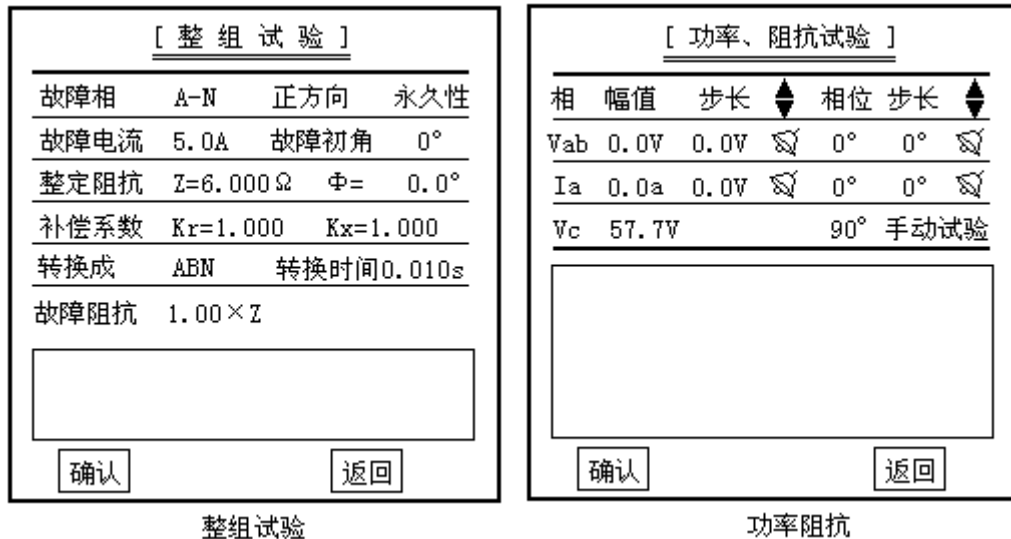 [ 整 组 试 验 ]
故障相 A-N 正方向 永久性
故障电流 5.0A 故障初角 0°
整定阻抗 Z=6.000Ω Φ= 0.0°
补偿系数 Kr=1.000 Kx=1.000
转换成 ABN 转换时间0.010s
故障阻抗 1.00×Z
确认 返回
整组试验
[ 功率、阻抗试验 ]
相 幅值 步长 相位 步长
Vab 0.0V 0.0V 0° 0°
Ia 0.0a 0.0V 0° 0°
Vc 57.7V 90° 手动试验
确认 返回
功率阻抗